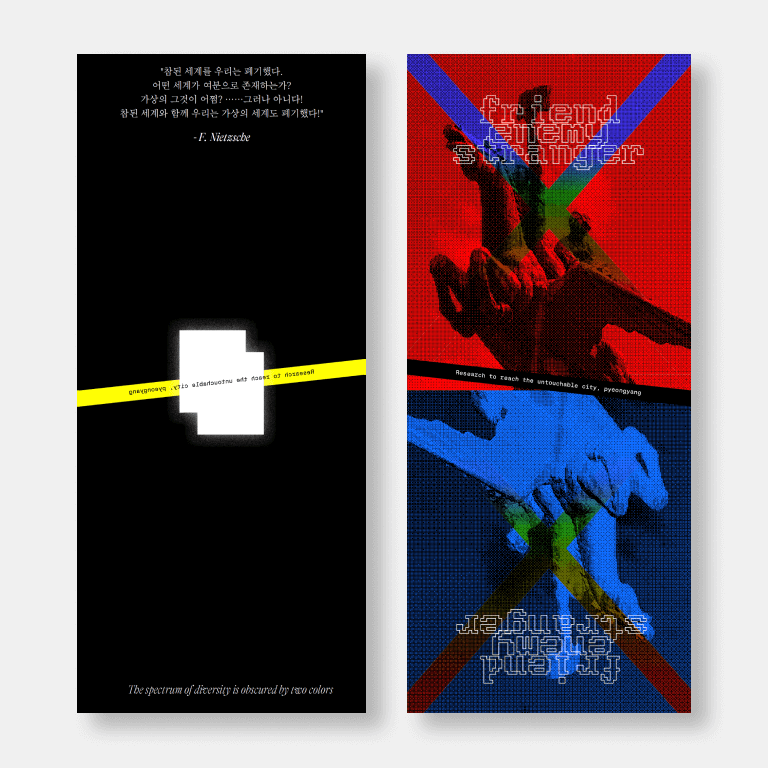 "참된 세계를 우리는 폐기했다.
어떤 세계가 여분으로 존재하는가?
가상의 그것이 어쩜? ⋯⋯그러나 아니다!
참된 세계와 함께 우리는 가상의 세계도 폐기했다!"
- F. Nietzsche
Research to reach the untouchable city, pyeongyang
The spectrum of diversity is obscured by two colors
friend
enemy
stranger
Research to reach the untouchable city, pyeongyang
stranger
enemy
friend